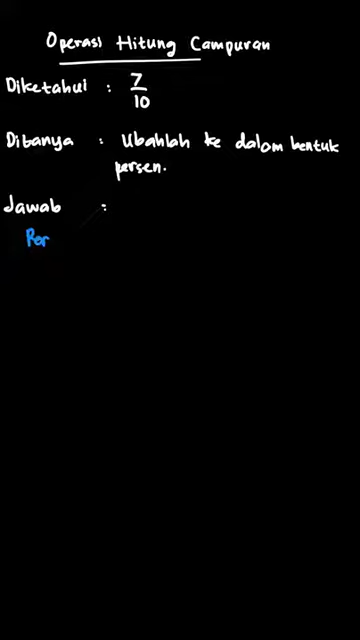 Operasi Hitung Campuran
Diketahui : 7/10
Ditanya : Ubahlah ke dalam bentuk
persen.
Jawab :
Per